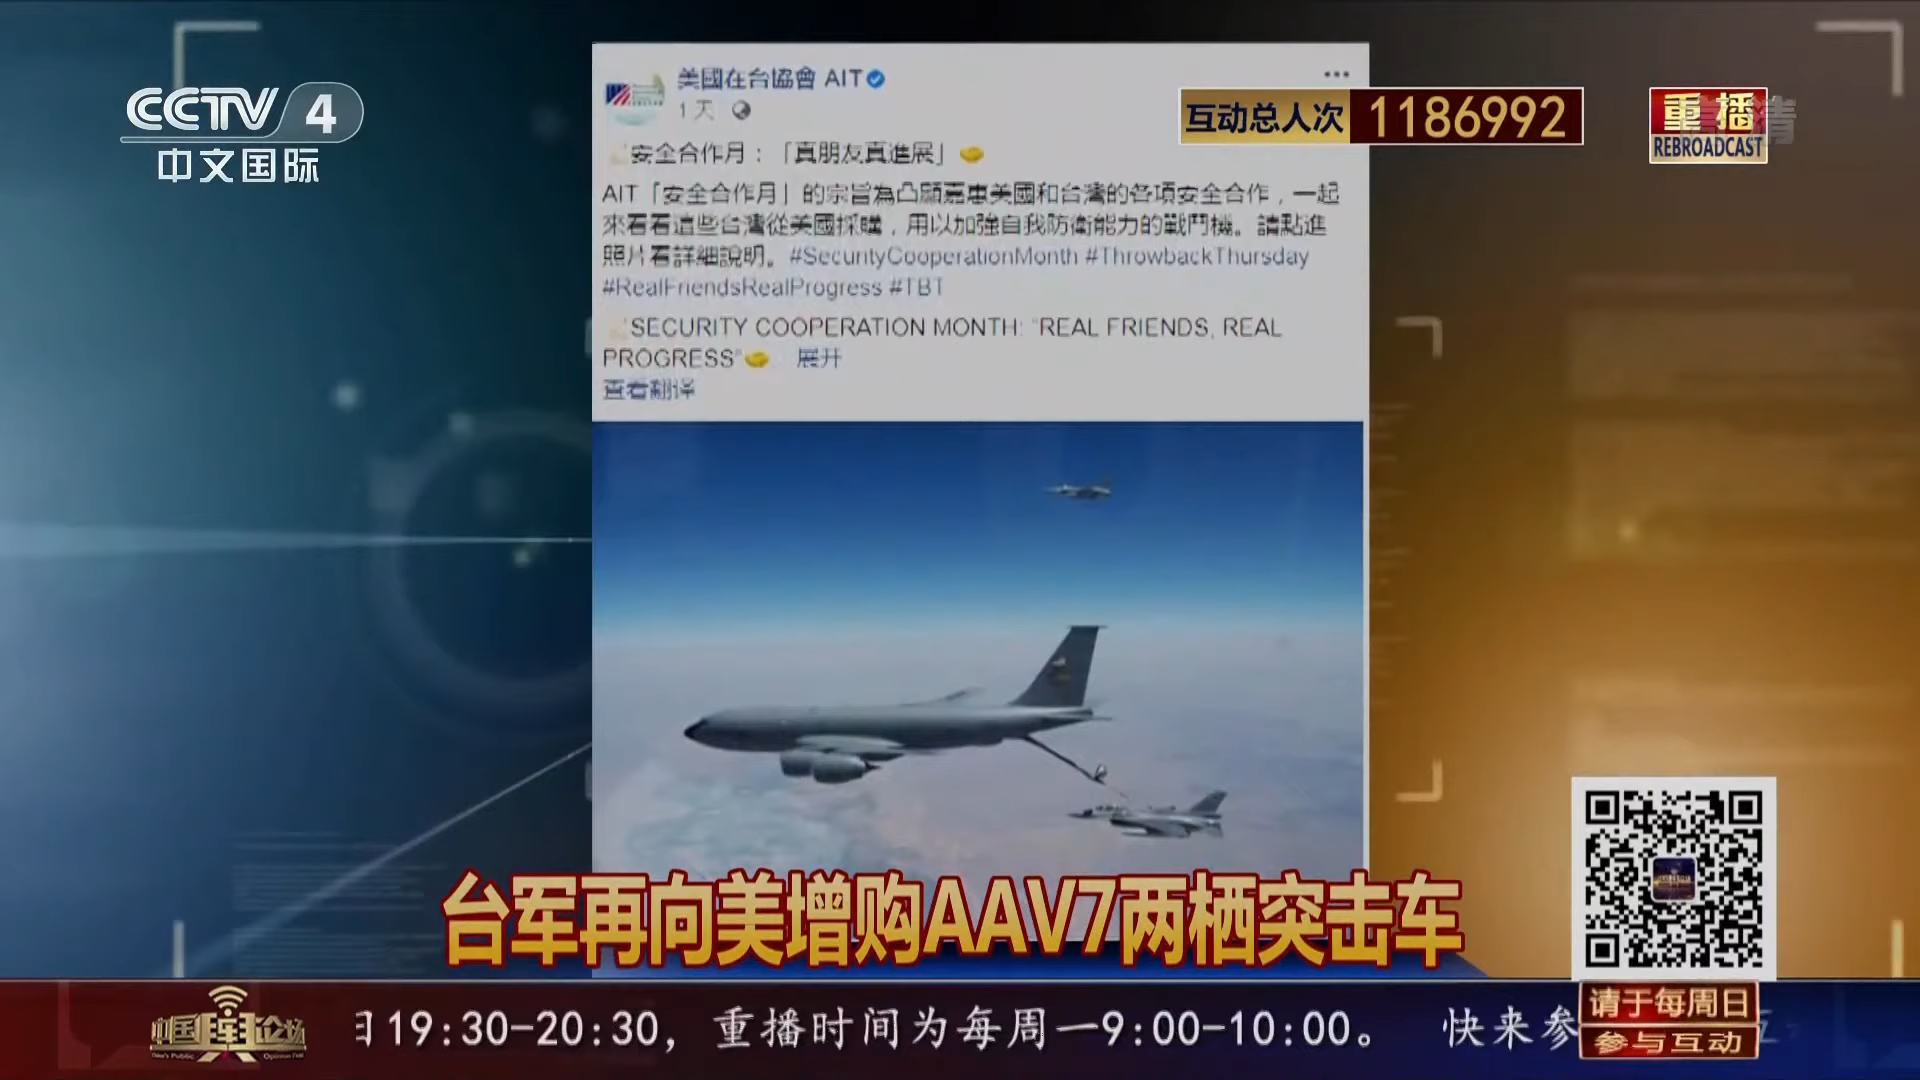 CCTV 4
中文国际
美國在台協會 AIT
1 天
互动总人次 1186992
重播
REBROADCAST
安全合作月：「真朋友真進展」
AIT「安全合作月」的宗旨為凸顯嘉惠美國和台灣的各項安全合作，一起
來看看這些台灣從美國採購，用以加強自我防衛能力的戰鬥機。請點進
照片看詳細說明。#SecurityCooperationMonth #ThrowbackThursday
#RealFriendsRealProgress #TBT
SECURITY COOPERATION MONTH: "REAL FRIENDS, REAL
PROGRESS" 展开
查看翻译
台军再向美增购AAV7两栖突击车
中国舆论场
日19:30-20:30，重播时间为每周一9:00-10:00。 快来参
请于每周日
参与互动